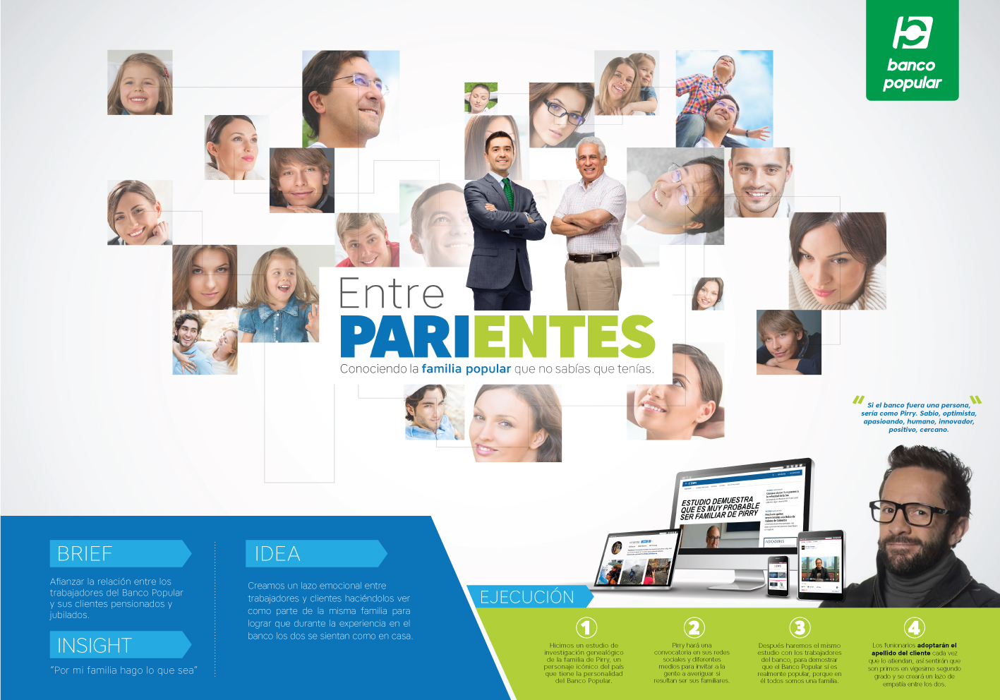 banco
popular
Entre
PARIENTES
Conociendo la familia popular que no sabías que tenías.
"Si el banco fuera una persona,"
sería como Pirry. Sabio, optimista,
apasioando, humano, innovador,
positivo, cercano.
ESTUDIO DEMUESTRA
QUE ES MUY PROBABLE
SER FAMILIAR DE PIRRY
INDICADORES
BRIEF
Afianzar la relación entre los
trabajadores del Banco Popular
y sus clientes pensionados y
jubilados.
INSIGHT
"Por mi familia hago lo que sea"
IDEA
Creamos un lazo emocional entre
trabajadores y clientes haciéndolos ver
como parte de la misma familia para
lograr que durante la experiencia en el
banco los dos se sientan como en casa.
EJECUCIÓN
1
Hicimos un estudio de
investigación genealógico
de la familia de Pirry, un
personaje icónico del país
que tiene la personalidad
del Banco Popular.
2
Pirry hará una
convocatoria en sus redes
sociales y diferentes
medios para invitar a la
gente a averiguar si
resultan ser sus familiares.
3
Después haremos el mismo
estudio con los trabajadores
del banco, para demostrar
que el Banco Popular sí es
realmente popular, porque en
él todos somos una familia.
4
Los funionarios adoptarán el
apellido del cliente cada vez
que lo atiendan, así sentirán que
son primos en vigesimo segundo
grado y se creará un lazo de
empatía entre los dos.